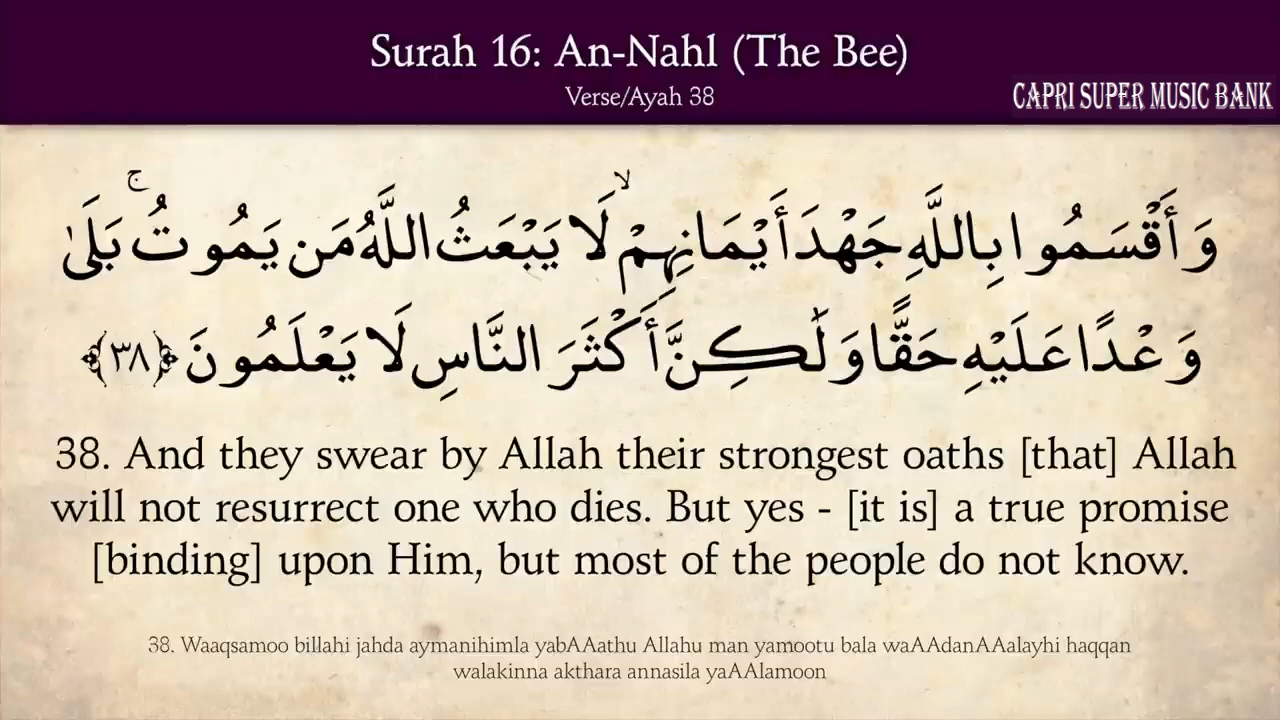 Surah 16: An-Nahl (The Bee)
Verse/Ayah 38
CAPRI SUPER MUSIC BANK
وَأَقْسَمُوا بِاللَّهِ جَهْدَ أَيْمَانِهِمْ ۙ لَا يَبْعَثُ اللَّهُ مَن يَمُوتُ ۚ بَلَىٰ
وَعْدًا عَلَيْهِ حَقًّا وَلَٰكِنَّ أَكْثَرَ النَّاسِ لَا يَعْلَمُونَ ﴿٣٨﴾
38. And they swear by Allah their strongest oaths [that] Allah
will not resurrect one who dies. But yes - [it is] a true promise
[binding] upon Him, but most of the people do not know.
38. Waaqsamoo billahi jahda aymanihimla yabAAathu Allahu man yamootu bala waAAdanAAalayhi haqqan
walakinna akthara annasila yaAAlamoon